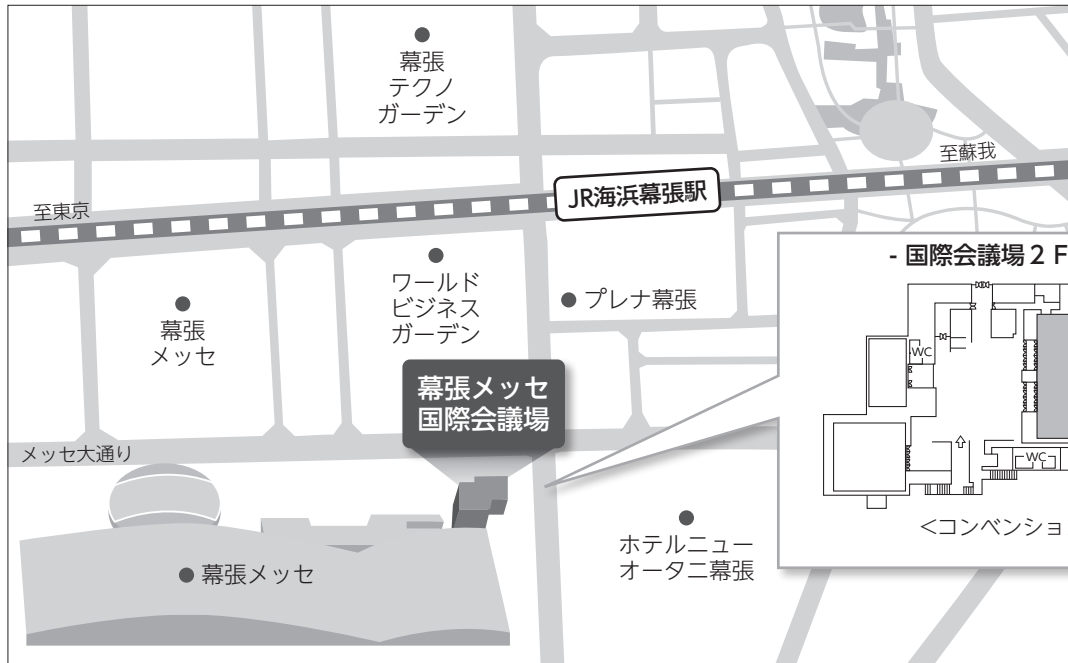 幕張
テクノ
ガーデン
至蘇我
JR海浜幕張駅
至東京
- 国際会議場2F
ワールド
ビジネス
ガーデン
プレナ幕張
幕張
メッセ
WC
幕張メッセ
国際会議場
メッセ大通り
WC
<コンベンショ
ホテルニュー
オータニ幕張
幕張メッセ